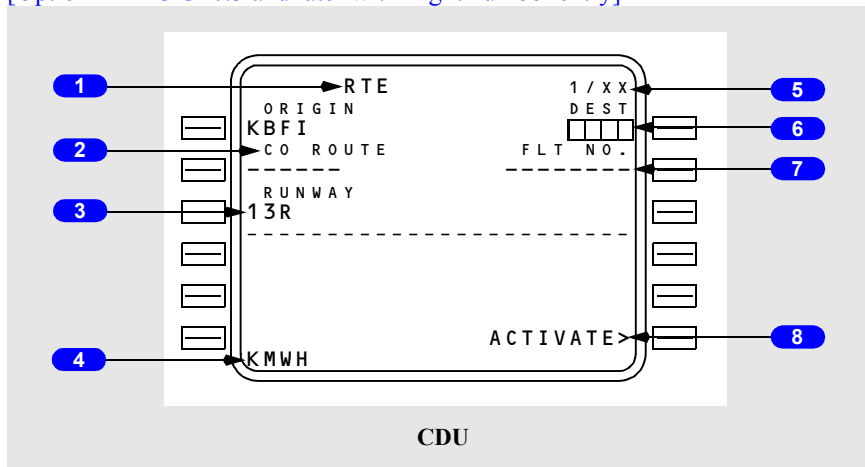 1 RTE 1/XX 5
ORIGIN DEST
KBFI 6
2 CO ROUTE FLT NO.
------ -------- 7
RUNWAY
3 13R
----------------------------
ACTIVATE> 8
4 KMWH
CDU